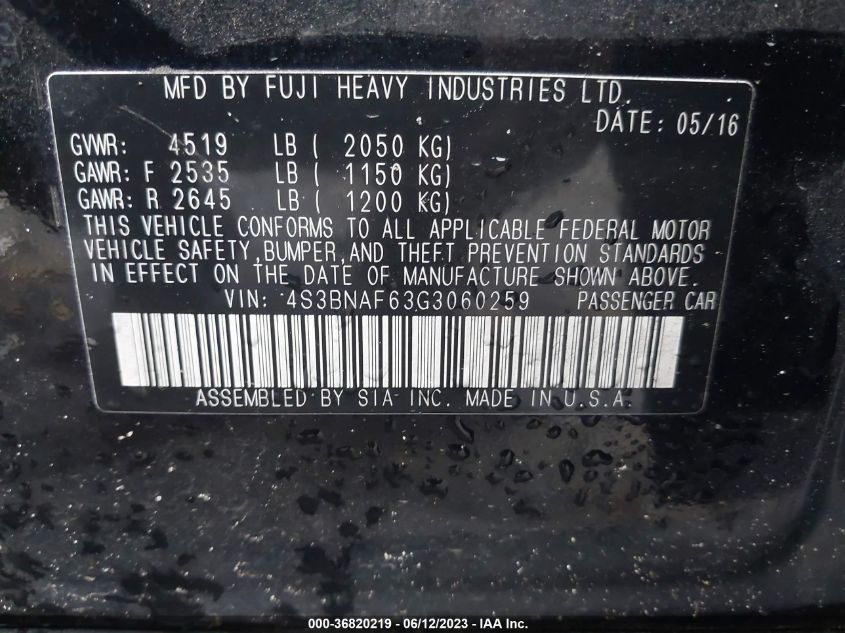 MFD BY FUJI HEAVY INDUSTRIES LTD.
DATE: 05/16
GVWR: 4519 LB ( 2050 KG)
GAWR: F 2535 LB ( 1150 KG)
GAWR: R 2645 LB ( 1200 KG)
THIS VEHICLE CONFORMS TO ALL APPLICABLE FEDERAL MOTOR
VEHICLE SAFETY, BUMPER, AND THEFT PREVENTION STANDARDS
IN EFFECT ON THE DATE OF MANUFACTURE SHOWN ABOVE.
VIN: 4S3BNAF63G3060259 PASSENGER CAR
ASSEMBLED BY SIA INC. MADE IN U.S.A.
000-36820219 - 06/12/2023 - IAA Inc.